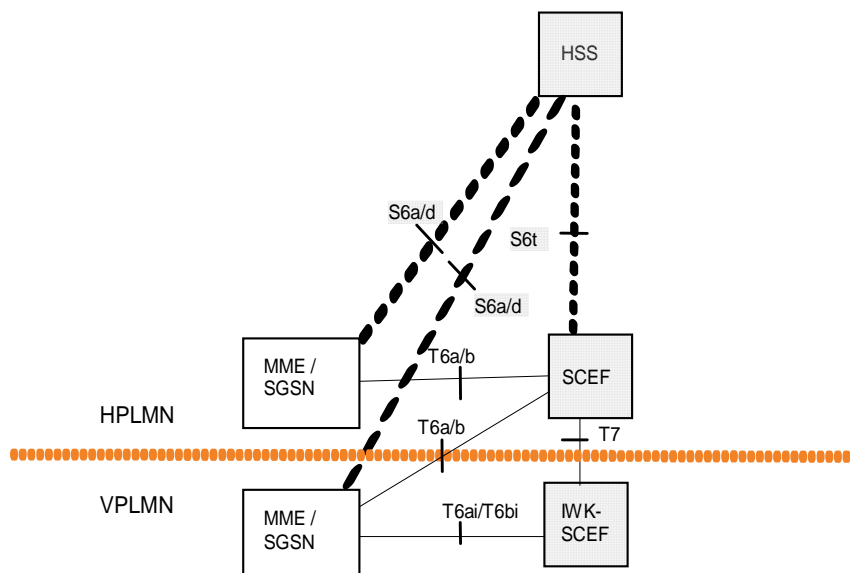 HSS
S6a/d
S6t
S6a/d
MME /
SGSN
T6a/b
SCEF
HPLMN
T6a/b
T7
VPLMN
MME /
SGSN
T6ai/T6bi
IWK-
SCEF